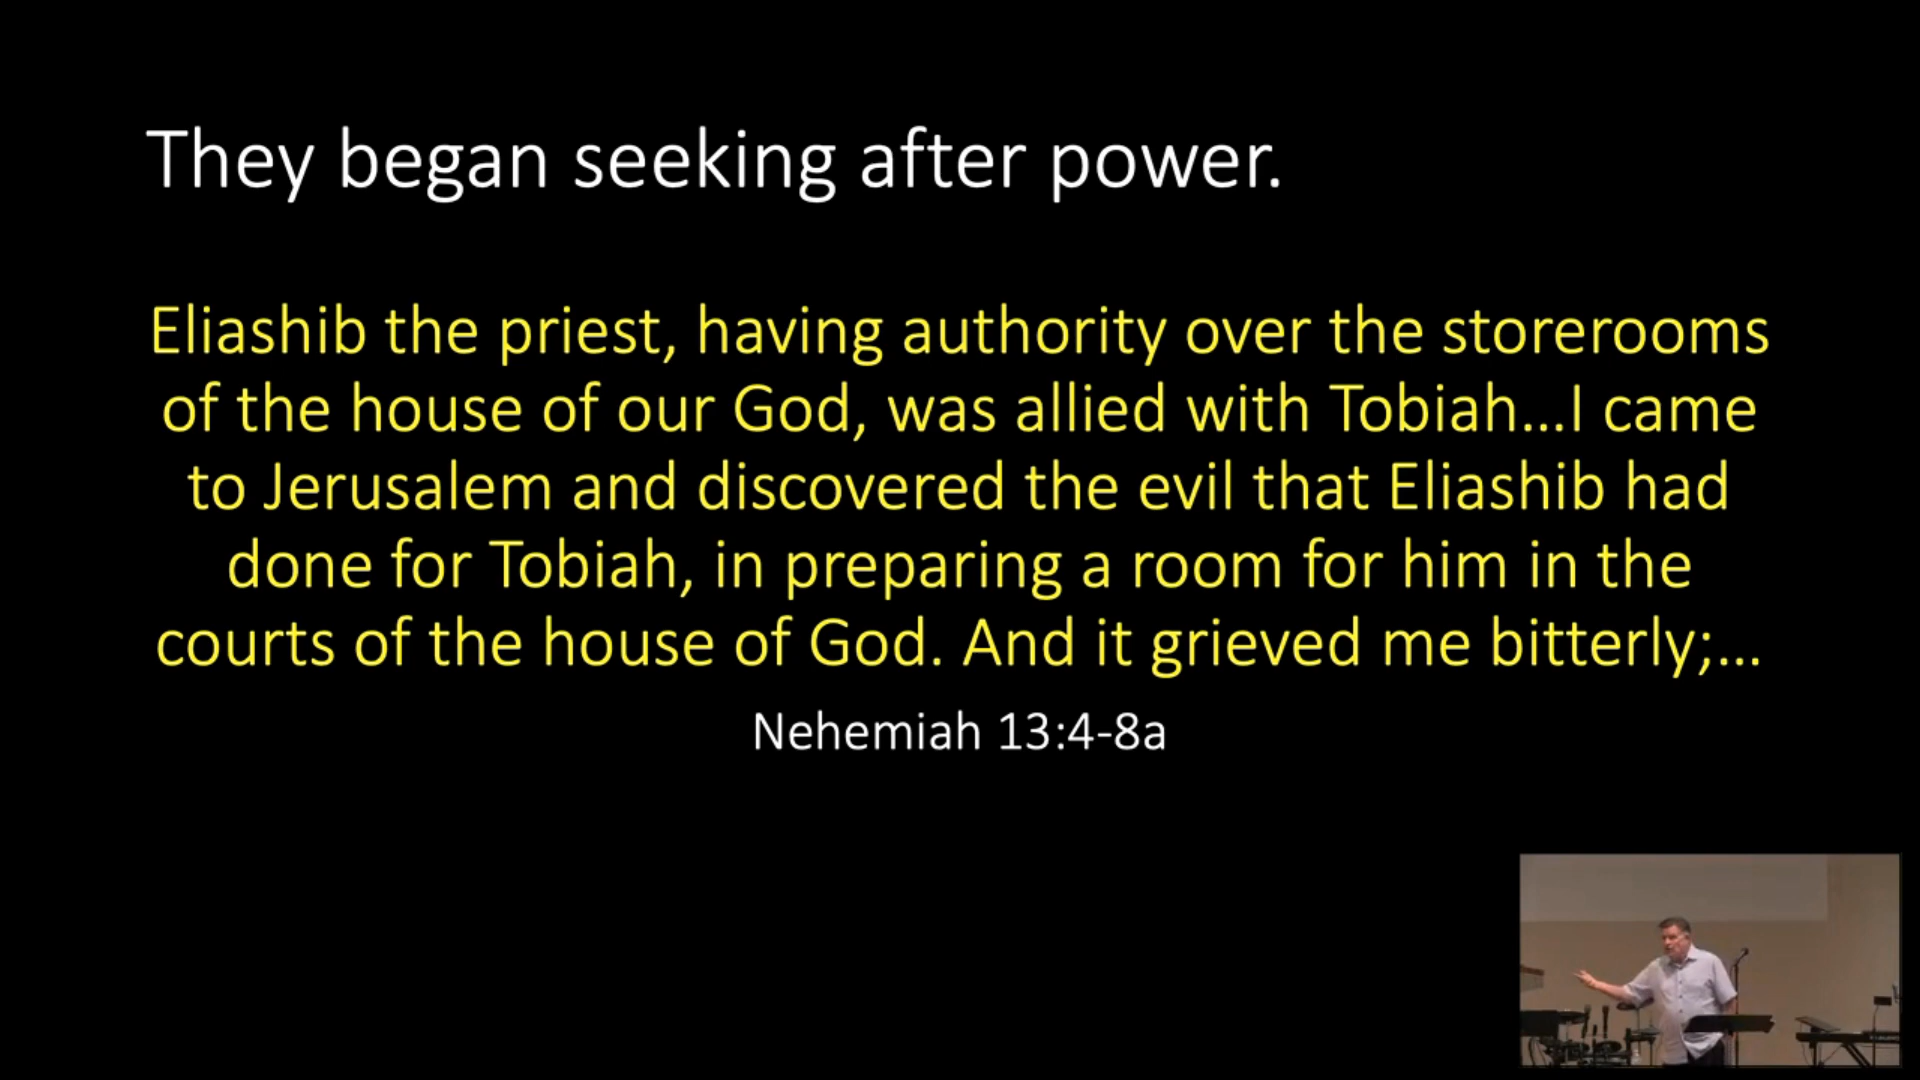 They began seeking after power.
Eliashib the priest, having authority over the storerooms
of the house of our God, was allied with Tobiah...I came
to Jerusalem and discovered the evil that Eliashib had
done for Tobiah, in preparing a room for him in the
courts of the house of God. And it grieved me bitterly;...
Nehemiah 13:4-8a